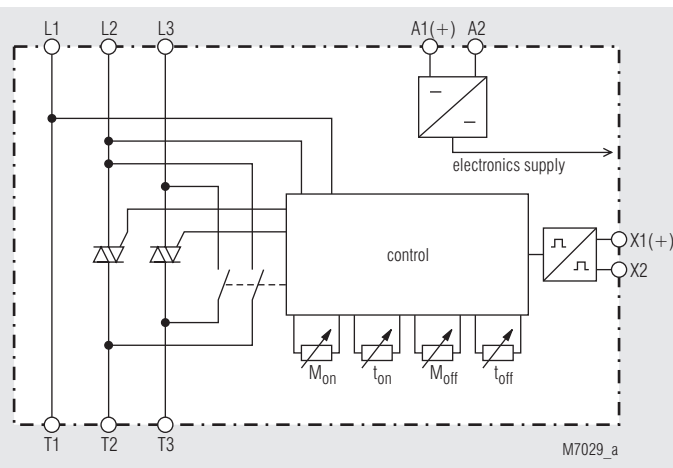 L1 L2 L3 A1(+) A2
electronics supply
control
X1(+)
X2
Mon ton Moff toff
T1 T2 T3
M7029_a